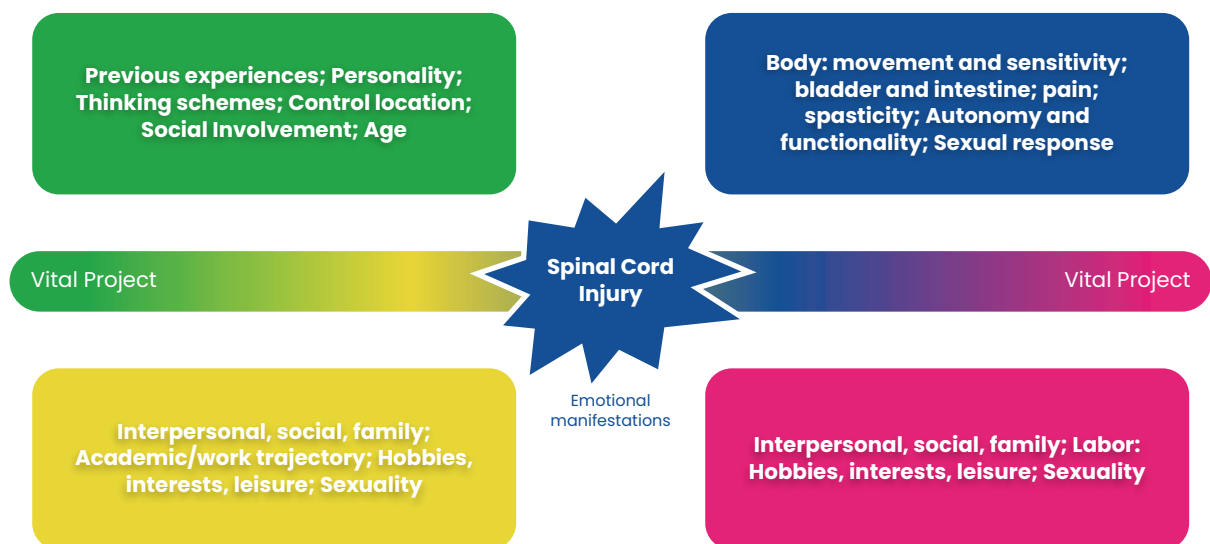 Previous experiences; Personality;
Thinking schemes; Control location;
Social Involvement; Age
Body: movement and sensitivity;
bladder and intestine; pain;
spasticity; Autonomy and
functionality; Sexual response
Vital Project
Spinal Cord
Injury
Vital Project
Emotional
manifestations
Interpersonal, social, family;
Academic/work trajectory; Hobbies,
interests, leisure; Sexuality
Interpersonal, social, family; Labor:
Hobbies, interests, leisure; Sexuality